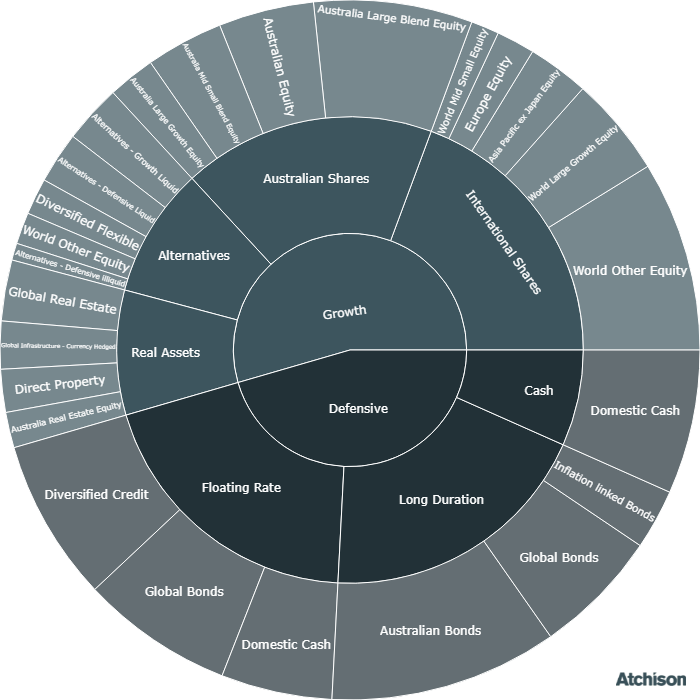 Growth
Defensive
Australian Shares
International Shares
Alternatives
Real Assets
Cash
Floating Rate
Long Duration
Australia Large Blend Equity
World Mid Small Equity
Europe Equity
Asia Pacific ex Japan Equity
World Large Growth Equity
World Other Equity
Australian
Equity
Australia Mid Small Blend Equity
Australia Large Growth Equity
Alternatives - Growth Liquid
Alternatives - Defensive Liquid
Diversified Flexible
World Other Equity
Alternatives - Defensive Illiquid
Global Real Estate
Global Infrastructure - Currency Hedged
Direct Property
Australia Real Estate Equity
Domestic Cash
Inflation linked Bonds
Global Bonds
Australian Bonds
Domestic Cash
Global Bonds
Diversified Credit
Atchison